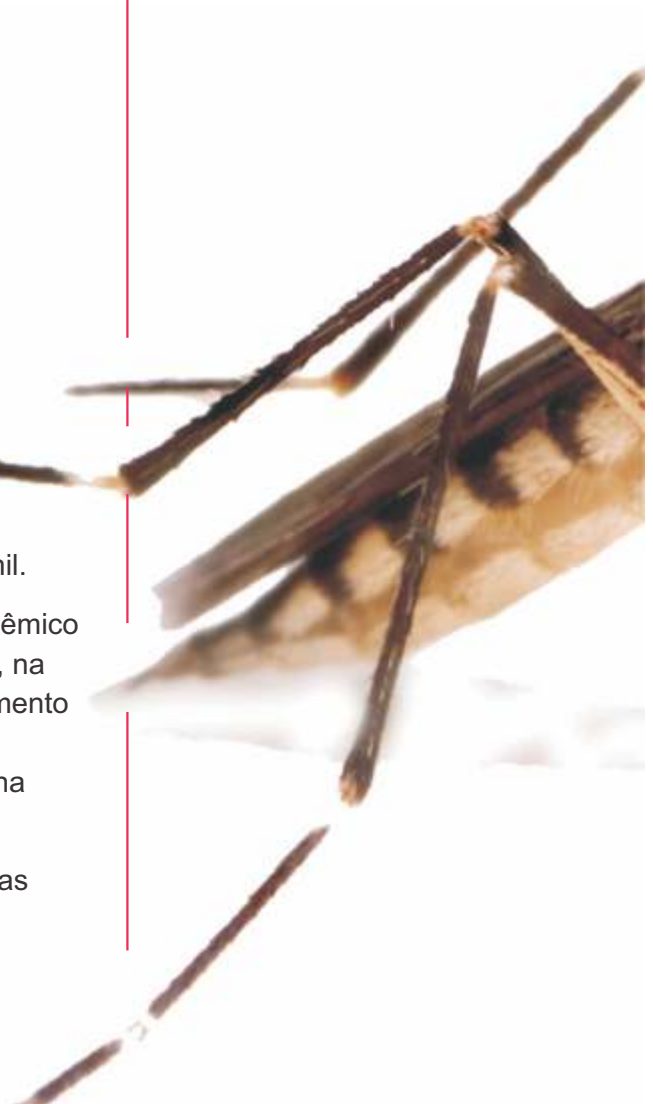 nil.
êmico
, na
mento
na
as